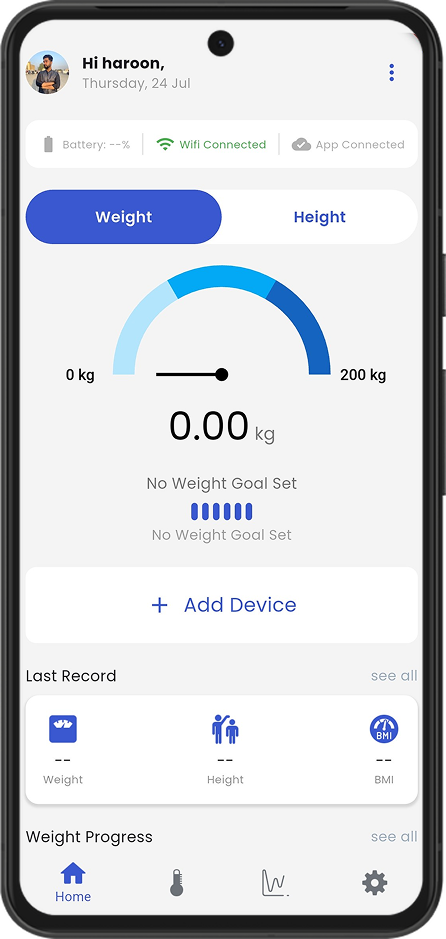 Hi haroon,
Thursday, 24 Jul
Battery: --% Wifi Connected App Connected
Weight Height
0 kg 200 kg
0.00 kg
No Weight Goal Set
No Weight Goal Set
+ Add Device
Last Record see all
BMI
-- -- --
Weight Height BMI
Weight Progress see all
Home